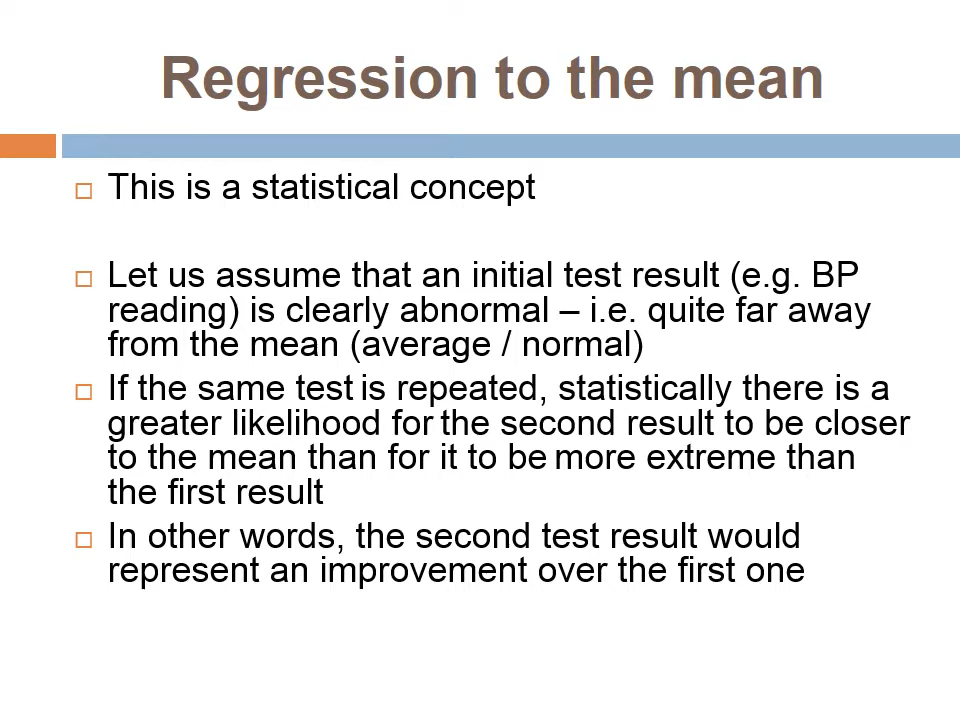 Regression to the mean
This is a statistical concept
Let us assume that an initial test result (e.g. BP
reading) is clearly abnormal – i.e. quite far away
from the mean (average / normal)
If the same test is repeated, statistically there is a
greater likelihood for the second result to be closer
to the mean than for it to be more extreme than
the first result
In other words, the second test result would
represent an improvement over the first one